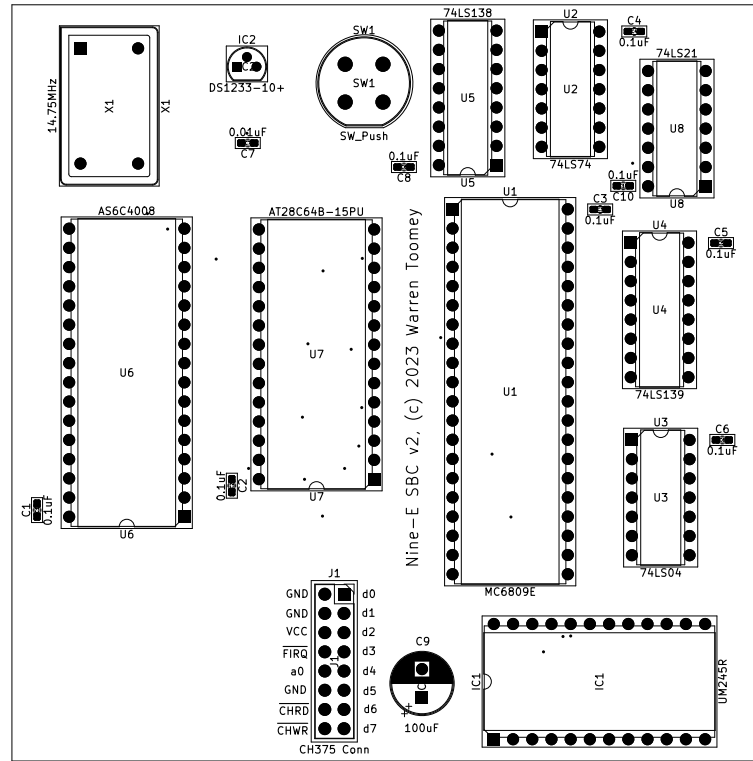 SW1
74LS138
U2
C4
IC2
74LS21
0.1uF
14.75MHz
X1
X1
DS1233-10+
SW1
SW_Push
U5
U2
U8
0.01uF
C7
0.1uF
C8
U5
74LS74
0.1uF
C10
U8
AS6C4008
AT28C64B-15PU
U1
C3
0.1uF
U4
C5
0.1uF
U6
U7
U1
U4
74LS139
Nine-E SBC v2, (c) 2023 Warren Toomey
U3
C6
0.1uF
C1
0.1uF
C2
0.1uF
U6
U7
U3
74LS04
MC6809E
J1
GND d0
GND d1
VCC d2
FIRQ d3
a0 d4
GND d5
CHRD d6
CHWR d7
J1
CH375 Conn
C9
100uF
IC1
IC1
UM245R